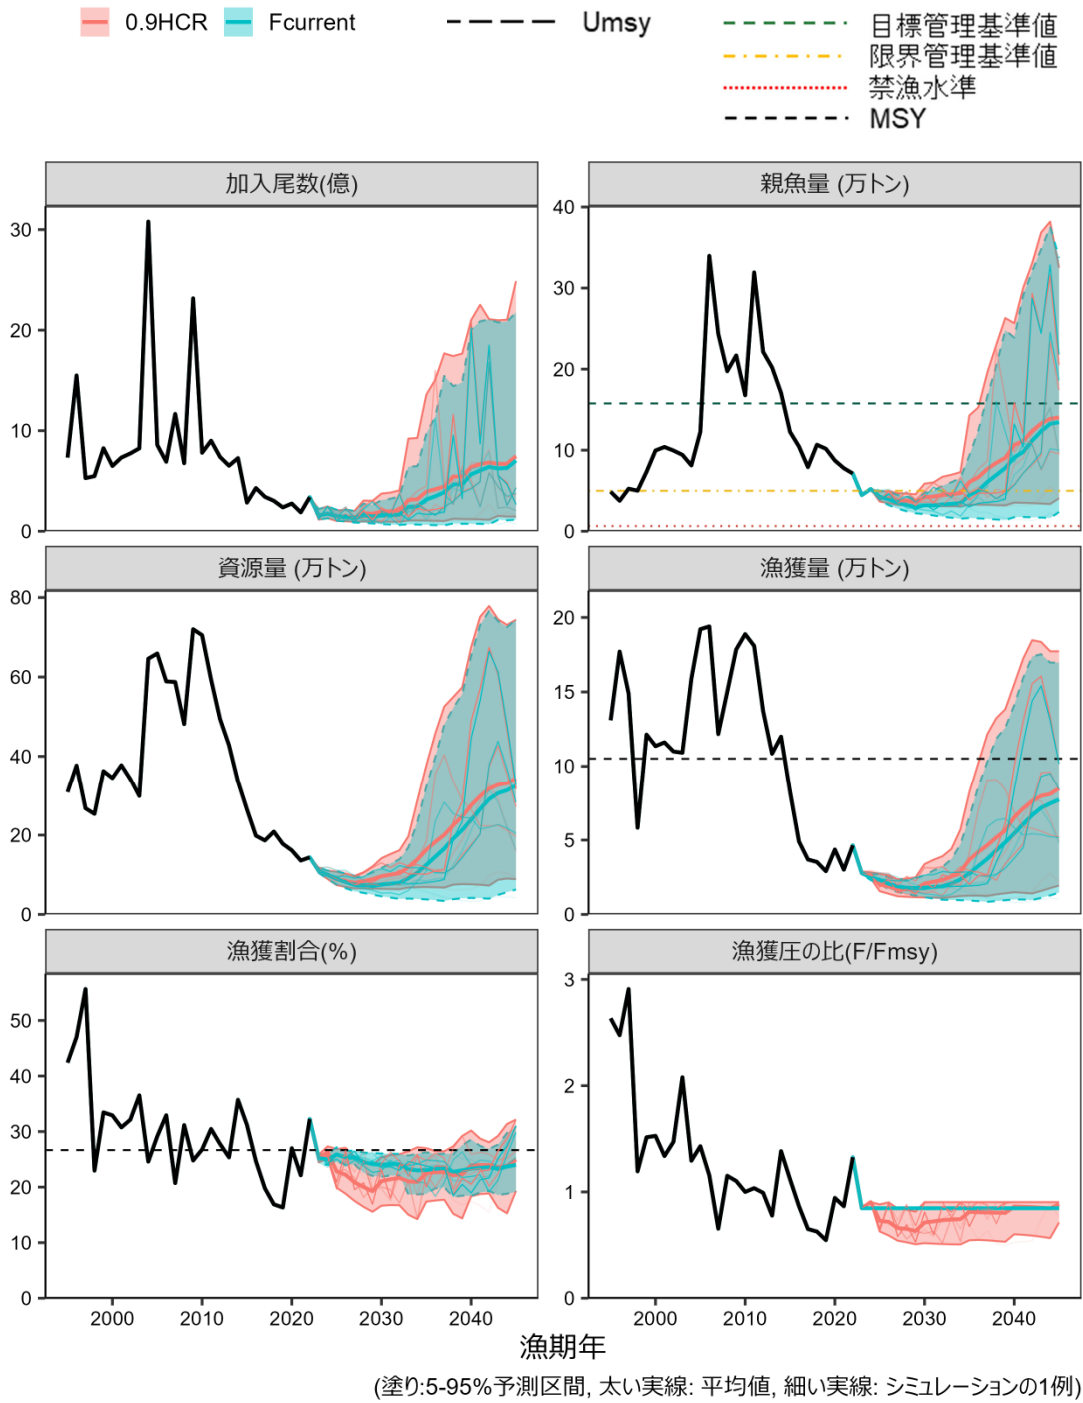 0.9HCR Fcurrent Umsy 目標管理基準値
限界管理基準値
禁漁水準
MSY
加入尾数(億) 親魚量 (万トン)
30
20
10
0
40
30
20
10
0
資源量 (万トン) 漁獲量 (万トン)
80
60
40
20
0
20
15
10
5
0
漁獲割合(%) 漁獲圧の比(F/Fmsy)
50
40
30
20
10
0
3
2
1
0
2000 2010 2020 2030 2040 2000 2010 2020 2030 2040
漁期年
(塗り:5-95%予測区間, 太い実線: 平均値, 細い実線: シミュレーションの1例)